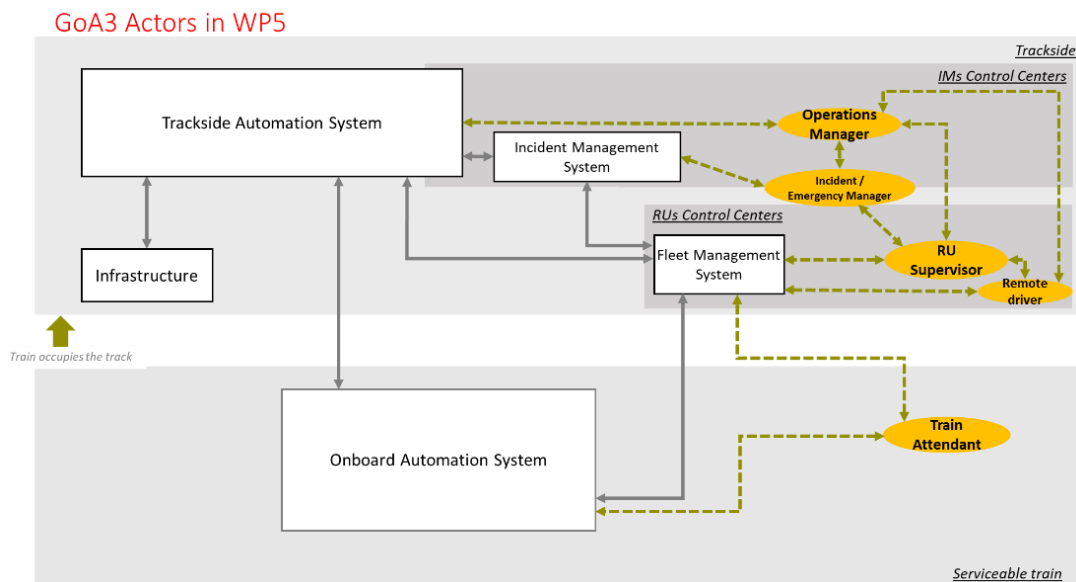 GoA3 Actors in WP5
Trackside
IMs Control Centers
Trackside Automation System
Operations
Manager
Incident Management
System
Incident /
Emergency Manager
RUs Control Centers
Fleet Management
System
RU
Supervisor
Remote
driver
Infrastructure
Train occupies the track
Train
Attendant
Onboard Automation System
Serviceable train